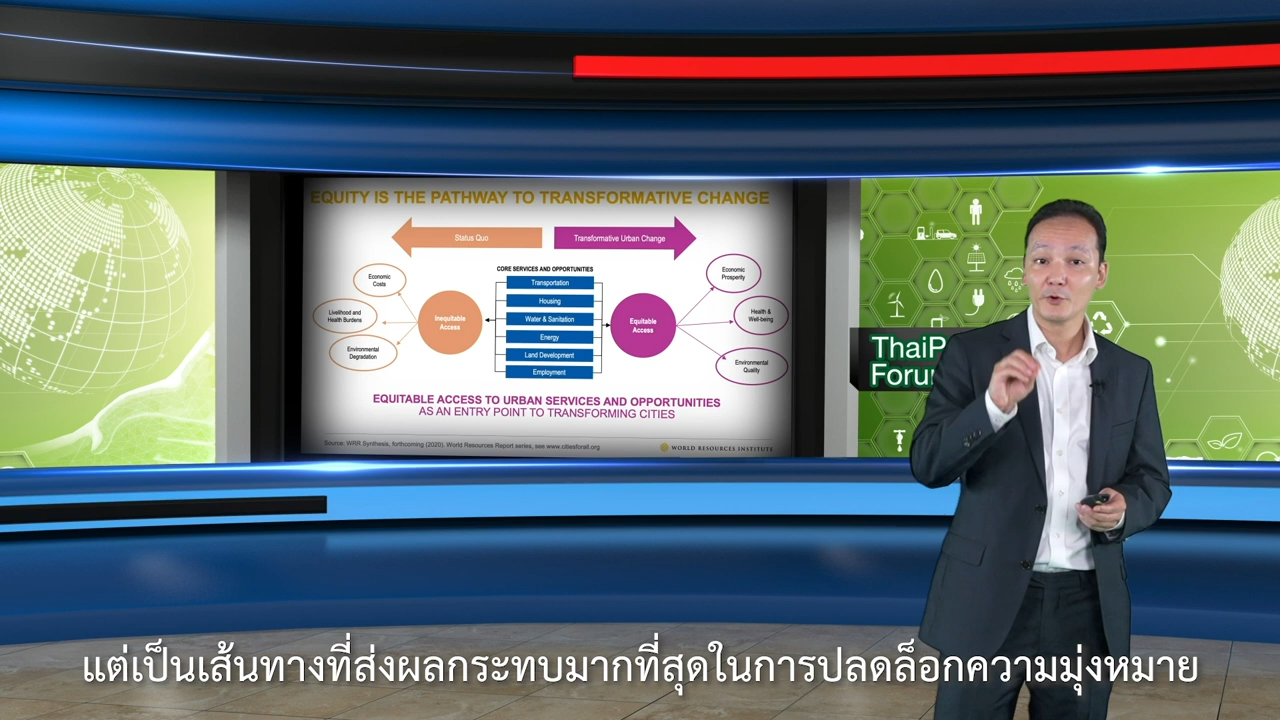 EQUITY IS THE PATHWAY TO TRANSFORMATIVE CHANGE
Status Quo
Transformative Urban Change
CORE SERVICES AND OPPORTUNITIES
Economic
Costs
Livelihood and
Health Burdens
Environmental
Degradation
Inequitable
Access
Transportation
Housing
Water & Sanitation
Energy
Land Development
Employment
Equitable
Access
Economic
Prosperity
Health &
Well-being
Environmental
Quality
EQUITABLE ACCESS TO URBAN SERVICES AND OPPORTUNITIES
AS AN ENTRY POINT TO TRANSFORMING CITIES
Source: WRR Synthesis, forthcoming (2020). World Resources Report series, see www.citiesforall.org
WORLD RESOURCES INSTITUTE
แต่เป็นเส้นทางที่ส่งผลกระทบมากที่สุดในการปลดล็อกความมุ่งหมาย